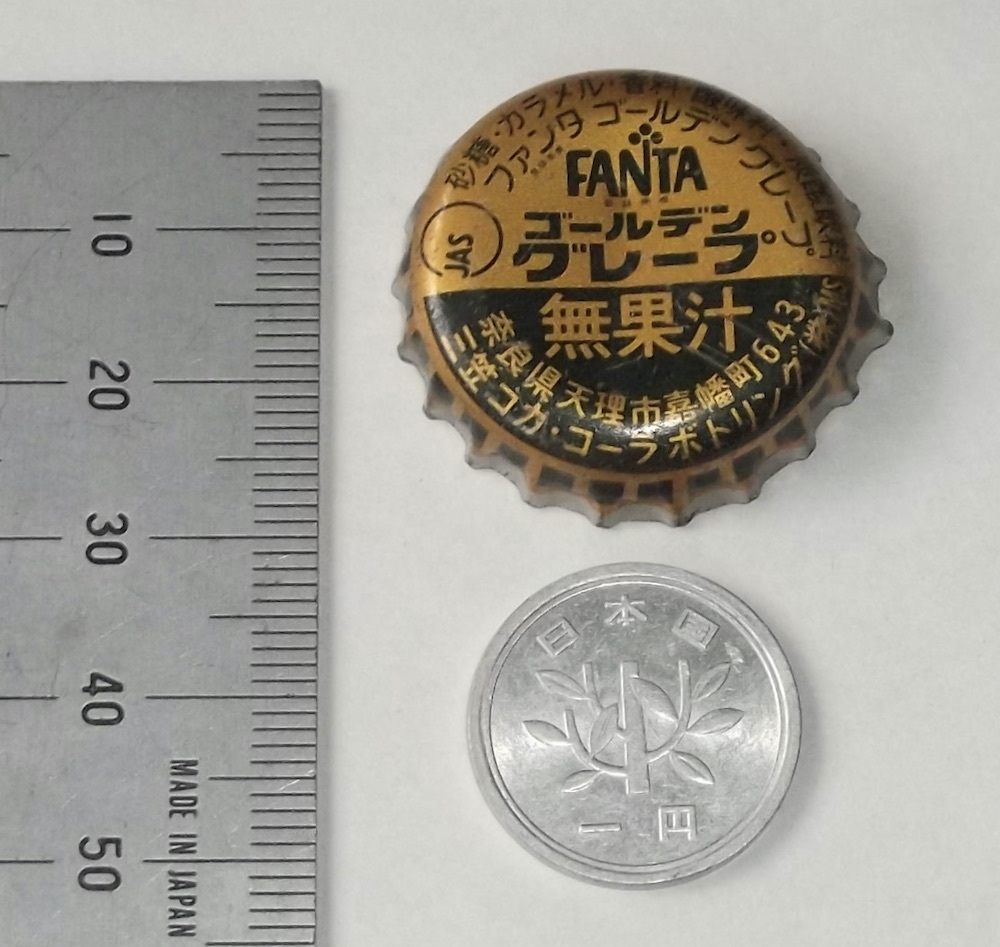 砂糖・カラメル・香料
ファンタ ゴールデン グレープ
FANTA
JAS
ゴールデン
グレープ
無果汁
奈良県天理市嘉幡町643
三笠コカ・コーラボトリング(株)
10
20
30
40
50
MADE IN JAPAN
日本国
一円